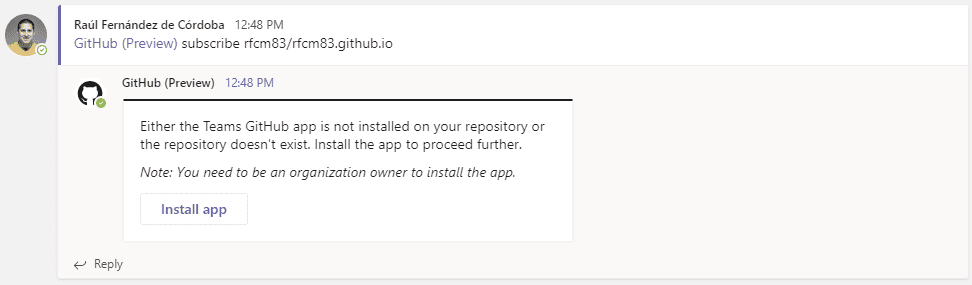 Raúl Fernández de Córdoba 12:48 PM
GitHub (Preview) subscribe rfcm83/rfcm83.github.io
GitHub (Preview) 12:48 PM
Either the Teams GitHub app is not installed on your repository or
the repository doesn't exist. Install the app to proceed further.
Note: You need to be an organization owner to install the app.
Install app
Reply